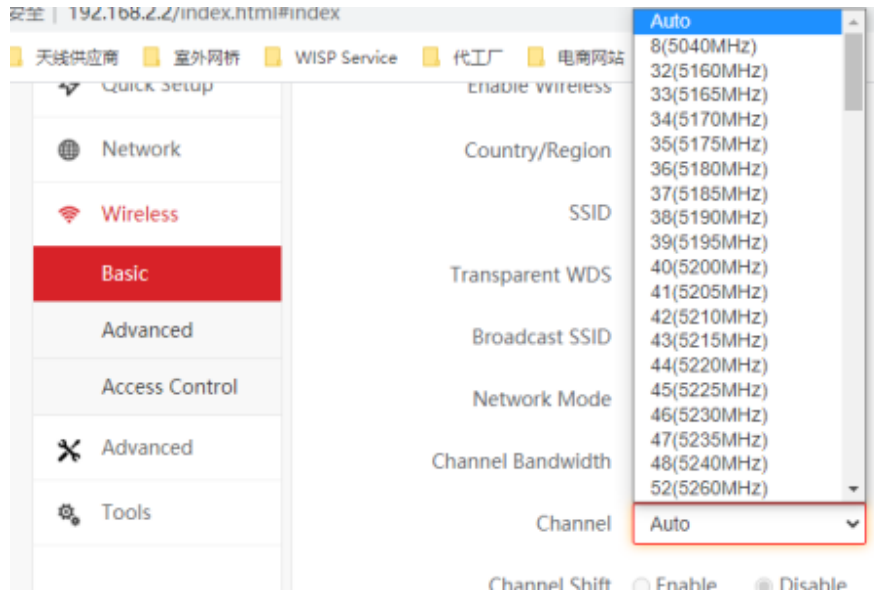 安全 | 192.168.2.2/index.html#index
天线供应商 室外网桥 WISP Service 代工厂 电商网站
Quick Setup
Network
Wireless
Basic
Advanced
Access Control
Advanced
Tools
Enable Wireless
Country/Region
SSID
Transparent WDS
Broadcast SSID
Network Mode
Channel Bandwidth
Channel
Auto
8(5040MHz)
32(5160MHz)
33(5165MHz)
34(5170MHz)
35(5175MHz)
36(5180MHz)
37(5185MHz)
38(5190MHz)
39(5195MHz)
40(5200MHz)
41(5205MHz)
42(5210MHz)
43(5215MHz)
44(5220MHz)
45(5225MHz)
46(5230MHz)
47(5235MHz)
48(5240MHz)
52(5260MHz)
Auto
Channel Shift Enable Disable